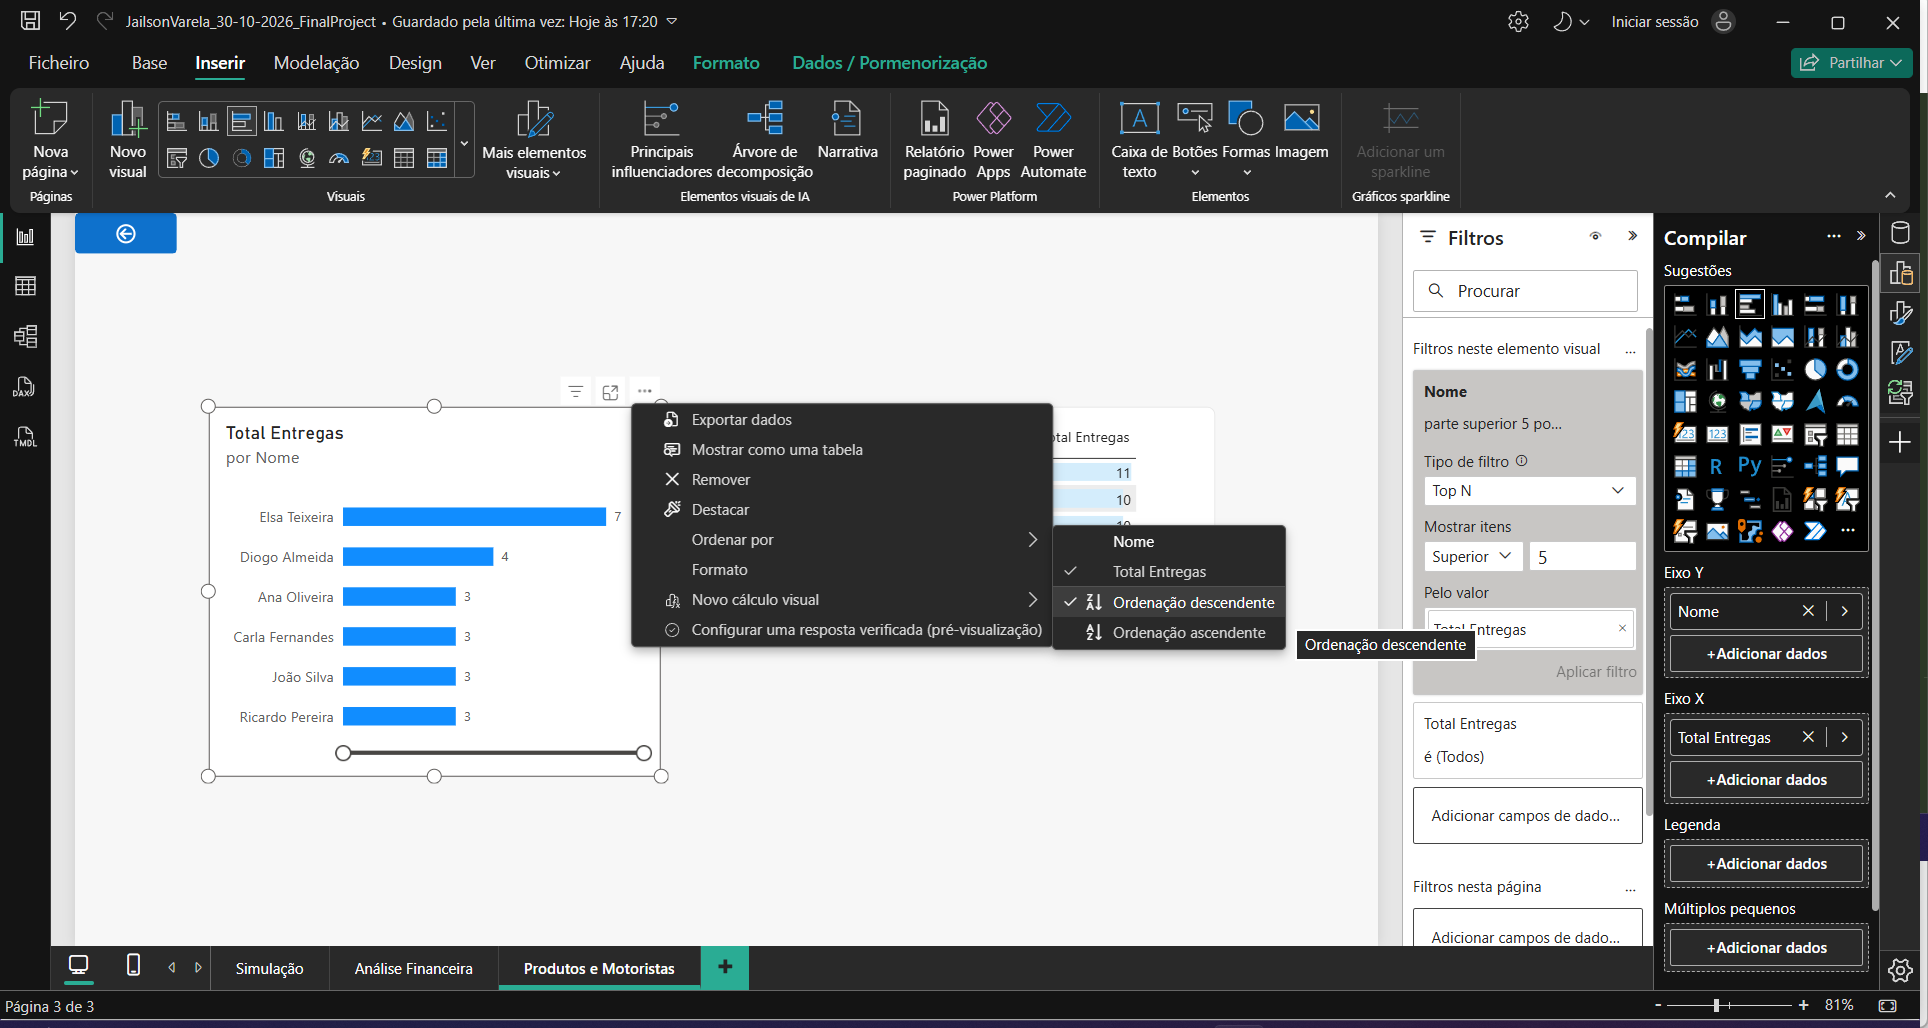 JailsonVarela_30-10-2026_FinalProject • Guardado pela última vez: Hoje às 17:20
Iniciar sessão
Ficheiro
Base
Inserir
Modelação
Design
Ver
Otimizar
Ajuda
Formato
Dados / Pormenorização
Partilhar
Nova página
Páginas
Novo visual
Visuais
Mais elementos visuais
Principais influenciadores
Árvore de decomposição
Narrativa
Elementos visuais de IA
Relatório paginado
Power Apps
Power Automate
Power Platform
Caixa de texto
Botões
Formas
Imagem
Elementos
Adicionar um sparkline
Gráficos sparkline
DAX
TMDL
Total Entregas
por Nome
Elsa Teixeira 7
Diogo Almeida 4
Ana Oliveira 3
Carla Fernandes 3
João Silva 3
Ricardo Pereira 3
Exportar dados
Mostrar como uma tabela
Remover
Destacar
Ordenar por
Formato
Novo cálculo visual
Configurar uma resposta verificada (pré-visualização)
Nome
Total Entregas
Ordenação descendente
Ordenação ascendente
Ordenação descendente
otal Entregas
11
10
10
Filtros
Procurar
Filtros neste elemento visual ...
Nome
parte superior 5 po...
Tipo de filtro
Top N
Mostrar itens
Superior
5
Pelo valor
Total Entregas
Aplicar filtro
Total Entregas
é (Todos)
Adicionar campos de dado...
Filtros nesta página ...
Adicionar campos de dado...
Compilar ...
Sugestões
123
123
R
Py
...
Eixo Y
Nome
+Adicionar dados
Eixo X
Total Entregas
+Adicionar dados
Legenda
+Adicionar dados
Múltiplos pequenos
+Adicionar dados
Simulação
Análise Financeira
Produtos e Motoristas
+
Página 3 de 3
- + 81%